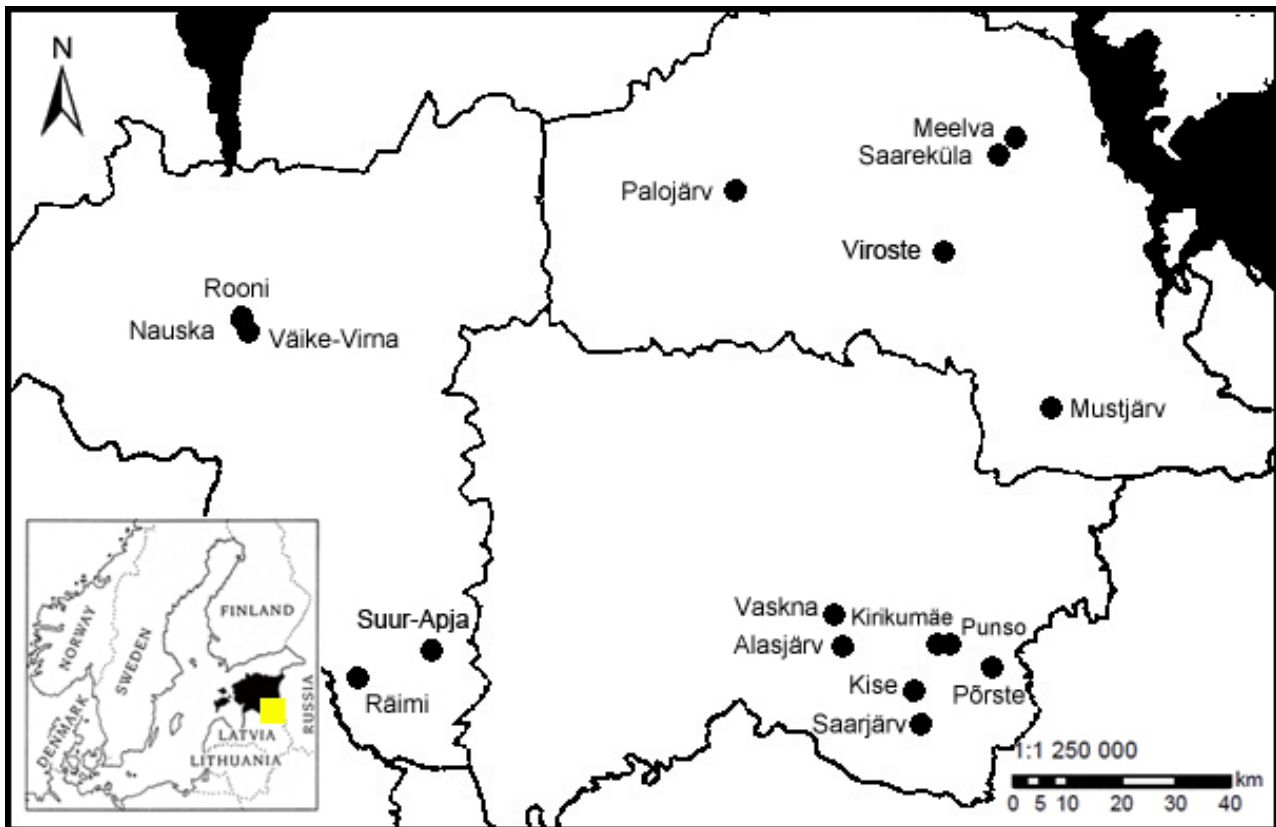 N
Meelva
Saareküla
Palojärv
Viroste
Rooni
Nauska
Väike-Virna
Mustjärv
Vaskna
Kirikumäe
Punso
Alasjärv
Suur-Apja
Räimi
Kise
Põrste
Saarjärv
FINLAND
NORWAY
SWEDEN
RUSSIA
DENMARK
LATVIA
LITHUANIA
1:1 250 000
km
0 5 10 20 30 40